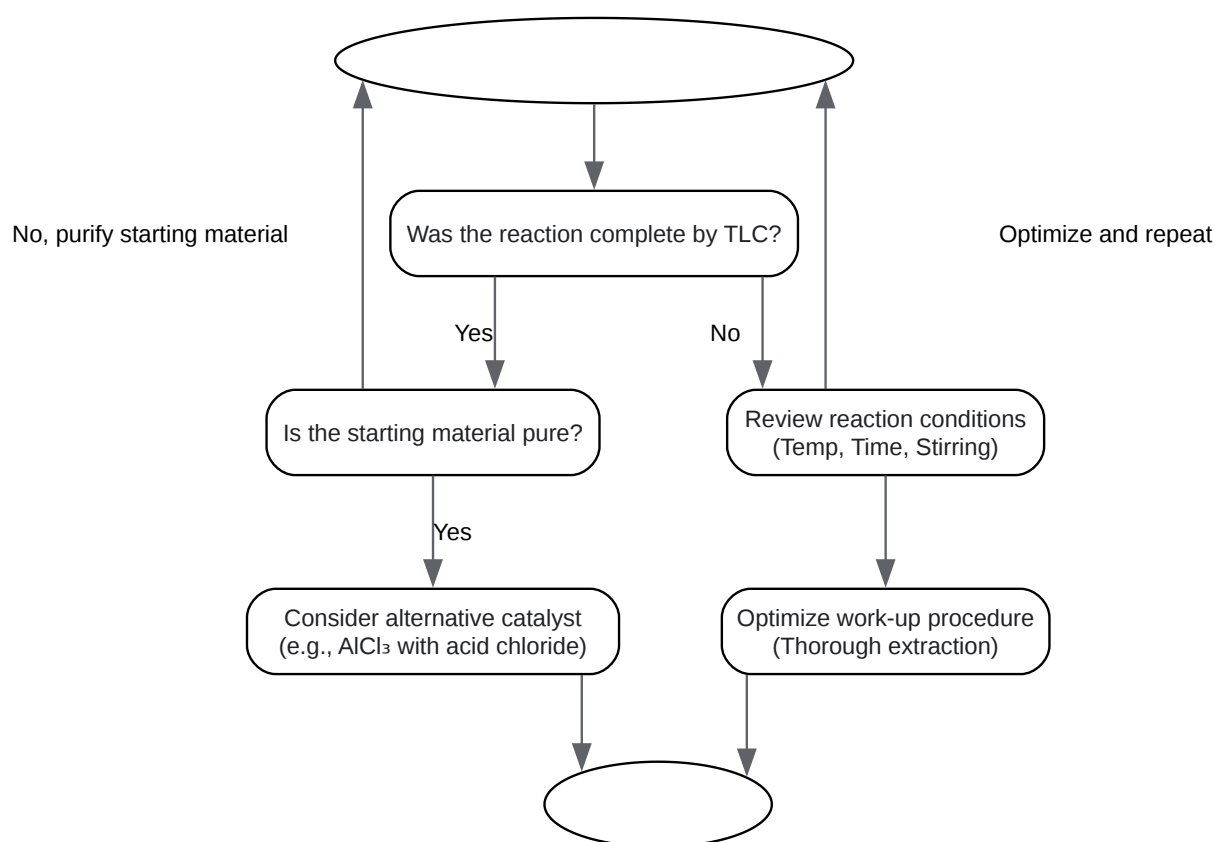 No, purify starting material
Was the reaction complete by TLC?
Optimize and repeat
Yes
No
Is the starting material pure?
Review reaction conditions
(Temp, Time, Stirring)
Yes
Consider alternative catalyst
(e.g., AlCl₃ with acid chloride)
Optimize work-up procedure
(Thorough extraction)